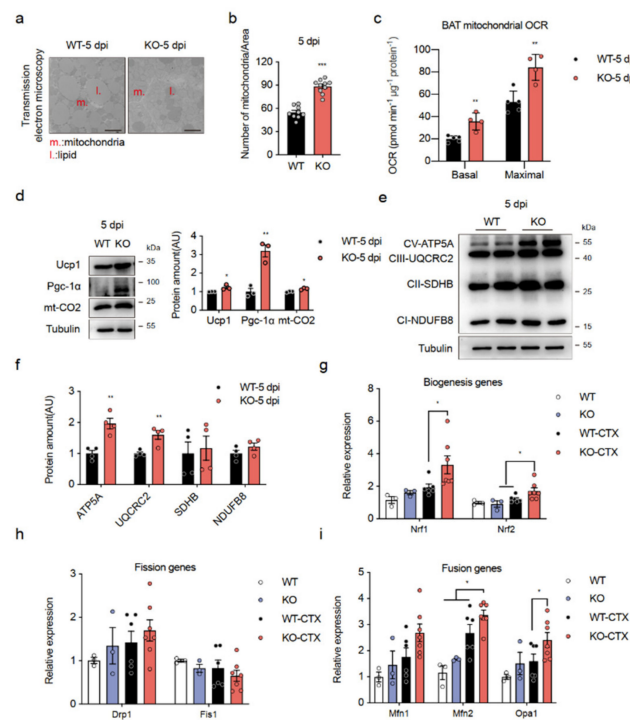 a
WT-5 dpi
KO-5 dpi
Transmission
electron microscopy
m.
l.
m.
l.
m.:mitochondria
l.:lipid
b
5 dpi
Number of mitochondria/Area
120
90
60
30
0
***
WT
KO
c
BAT mitochondrial OCR
OCR (pmol min-1 μg-1 protein-1)
100
80
60
40
20
0
**
**
Basal
Maximal
WT-5 d
KO-5 d
d
5 dpi
WT KO
kDa
Ucp1
35
Pgc-1α
100
mt-CO2
25
15
Tubulin
55
Protein amount(AU)
4
3
2
1
0
*
**
*
Ucp1
Pgc-1α
mt-CO2
WT-5 dpi
KO-5 dpi
e
5 dpi
WT
KO
kDa
CV-ATP5A
55
CIII-UQCRC2
40
CII-SDHB
25
CI-NDUFB8
15
Tubulin
55
f
Protein amount(AU)
4
3
2
1
0
**
**
ATP5A
UQCRC2
SDHB
NDUFB8
WT-5 dpi
KO-5 dpi
g
Biogenesis genes
Relative expression
8
6
4
2
0
*
*
Nrf1
Nrf2
WT
KO
WT-CTX
KO-CTX
h
Fission genes
Relative expression
4
3
2
1
0
Drp1
Fis1
WT
KO
WT-CTX
KO-CTX
i
Fusion genes
Relative expression
5
4
3
2
1
0
*
*
Mfn1
Mfn2
Opa1
WT
KO
WT-CTX
KO-CTX